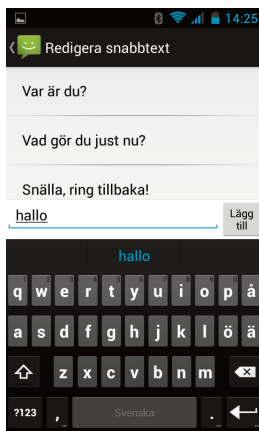 14:25
Redigera snabbtext
Var är du?
Vad gör du just nu?
Snälla, ring tillbaka!
hallo
Lägg
till
hallo
q w e r t y u i o p å
a s d f g h j k l ö ä
z x c v b n m
?123 , Svenska .